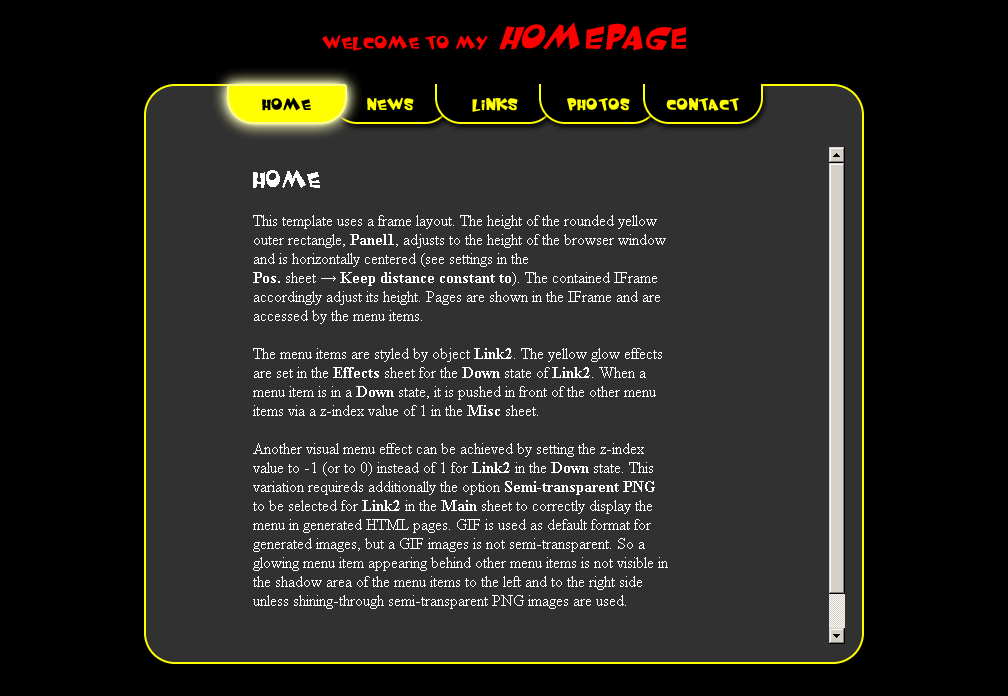 WELCOME TO MY HOMEPAGE
HOME NEWS LiNKS PHOTOS CONTACT
HOME
This template uses a frame layout. The height of the rounded yellow
outer rectangle, Panel1, adjusts to the height of the browser window
and is horizontally centered (see settings in the
Pos. sheet → Keep distance constant to). The contained IFrame
accordingly adjust its height. Pages are shown in the IFrame and are
accessed by the menu items.
The menu items are styled by object Link2. The yellow glow effects
are set in the Effects sheet for the Down state of Link2. When a
menu item is in a Down state, it is pushed in front of the other menu
items via a z-index value of 1 in the Misc sheet.
Another visual menu effect can be achieved by setting the z-index
value to -1 (or to 0) instead of 1 for Link2 in the Down state. This
variation requireds additionally the option Semi-transparent PNG
to be selected for Link2 in the Main sheet to correctly display the
menu in generated HTML pages. GIF is used as default format for
generated images, but a GIF images is not semi-transparent. So a
glowing menu item appearing behind other menu items is not visible in
the shadow area of the menu items to the left and to the right side
unless shining-through semi-transparent PNG images are used.